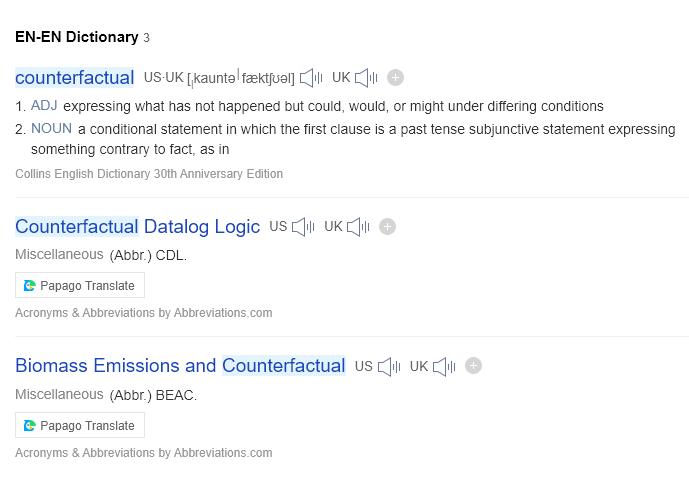 EN-EN Dictionary 3
counterfactual US·UK [ˌkauntəˈfæktʃuəl] UK
1. ADJ expressing what has not happened but could, would, or might under differing conditions
2. NOUN a conditional statement in which the first clause is a past tense subjunctive statement expressing
something contrary to fact, as in
Collins English Dictionary 30th Anniversary Edition
Counterfactual Datalog Logic US UK
Miscellaneous (Abbr.) CDL.
Papago Translate
Acronyms & Abbreviations by Abbreviations.com
Biomass Emissions and Counterfactual US UK
Miscellaneous (Abbr.) BEAC.
Papago Translate
Acronyms & Abbreviations by Abbreviations.com